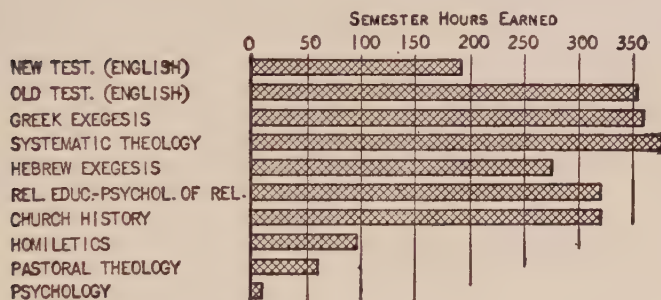 SEMESTER HOURS EARNED
0 50 100 150 200 250 300 350
NEW TEST. (ENGLISH)
OLD TEST. (ENGLISH)
GREEK EXEGESIS
SYSTEMATIC THEOLOGY
HEBREW EXEGESIS
REL. EDUC.-PSYCHOL. OF REL.
CHURCH HISTORY
HOMILETICS
PASTORAL THEOLOGY
PSYCHOLOGY